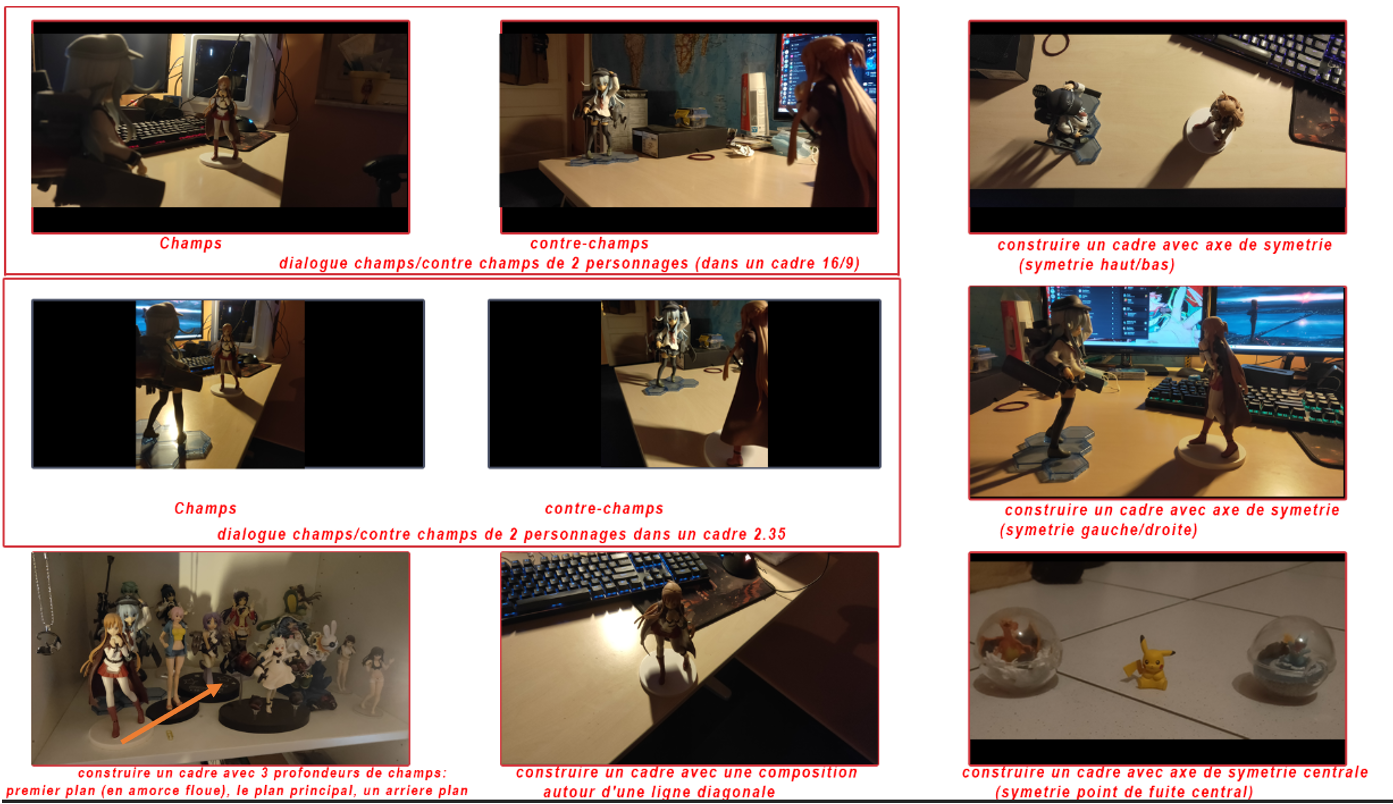 Champs
contre-champs
dialogue champs/contre champs de 2 personnages (dans un cadre 16/9)
construire un cadre avec axe de symetrie
(symetrie haut/bas)
Champs
contre-champs
dialogue champs/contre champs de 2 personnages dans un cadre 2.35
construire un cadre avec axe de symetrie
(symetrie gauche/droite)
construire un cadre avec 3 profondeurs de champs:
premier plan (en amorce floue), le plan principal, un arriere plan
construire un cadre avec une composition
autour d'une ligne diagonale
construire un cadre avec axe de symetrie centrale
(symetrie point de fuite central)